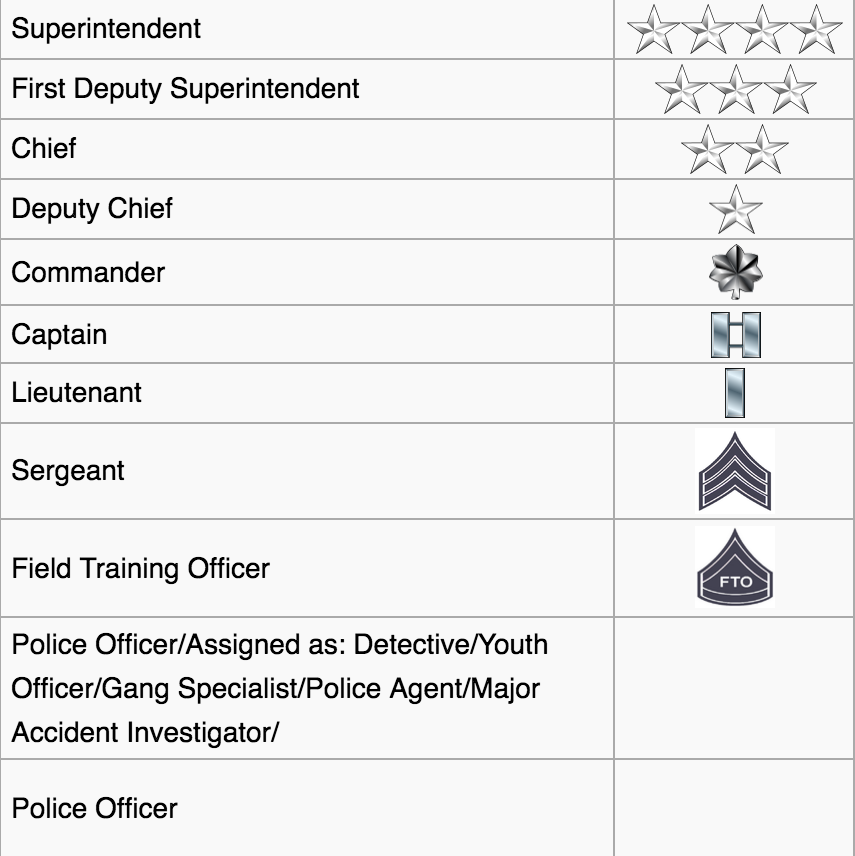 Superintendent
First Deputy Superintendent
Chief
Deputy Chief
Commander
Captain
Lieutenant
Sergeant
Field Training Officer
FTO
Police Officer/Assigned as: Detective/Youth
Officer/Gang Specialist/Police Agent/Major
Accident Investigator/
Police Officer